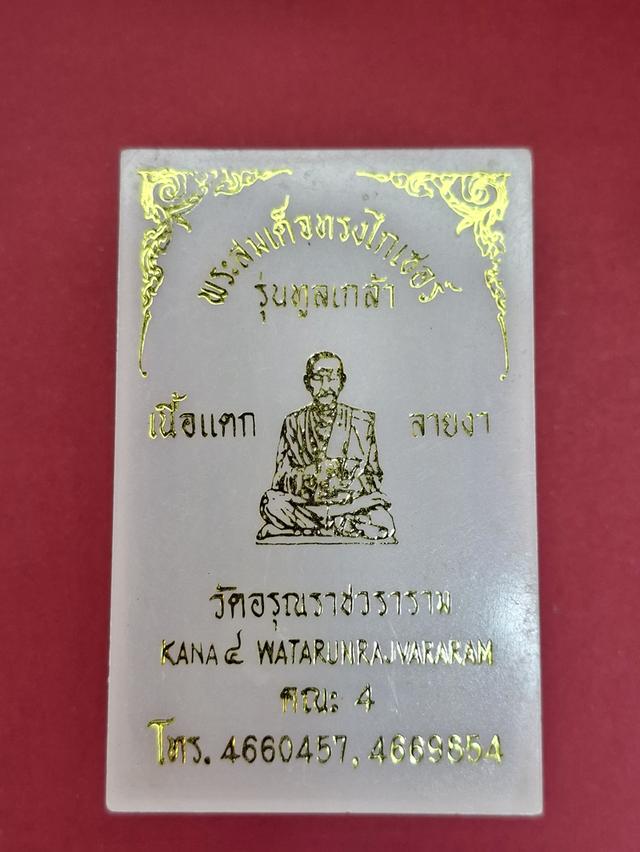 พระสมเด็จทรงไกเซอร์
รุ่นทูลเกล้า
เนื้อแตก ลายงา
วัดอรุณราชวราราม
KANA ๔ WATARUNRAJVARARAM
คณะ 4
โทร. 4660457, 4669854